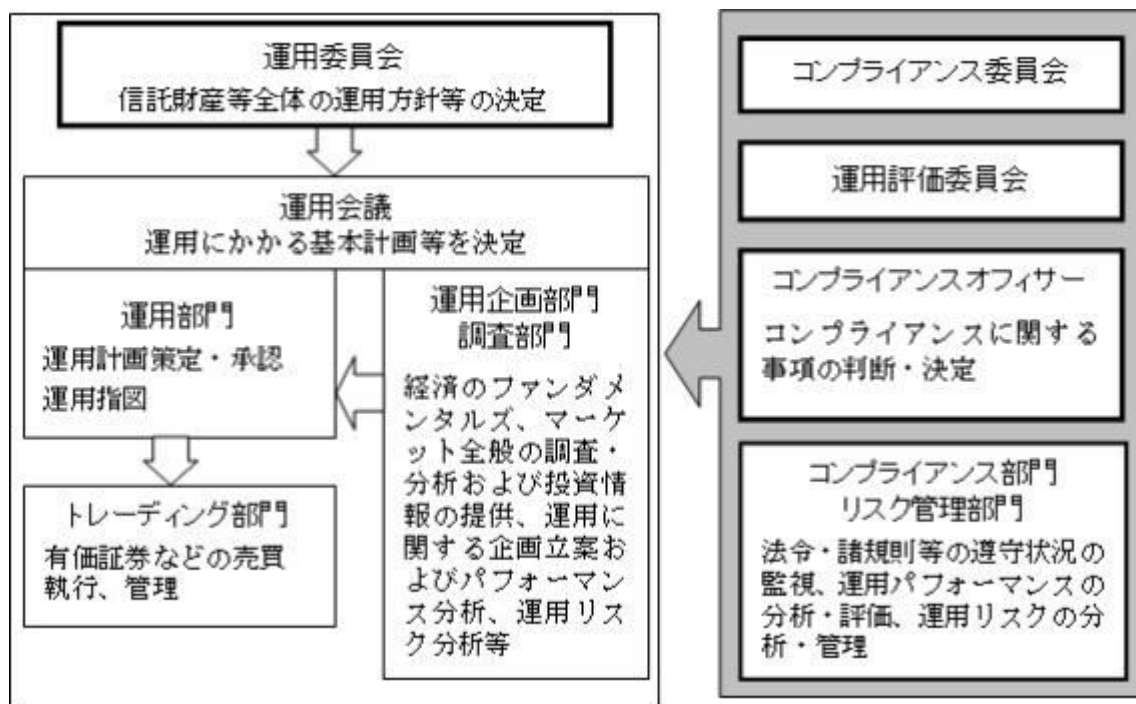 運用委員会
信託財産等全体の運用方針等の決定
運用会議
運用にかかる基本計画等を決定
運用部門
運用計画策定・承認
運用指図
トレーディング部門
有価証券などの売買
執行、管理
運用企画部門
調査部門
経済のファンダメ
ンタルズ、マーケ
ット全般の調査・
分析および投資情
報の提供、運用に
関する企画立案お
よびパフォーマン
ス分析、運用リス
ク分析等
コンプライアンス委員会
運用評価委員会
コンプライアンスオフィサー
コンプライアンスに関する
事項の判断・決定
コンプライアンス部門
リスク管理部門
法令・諸規則等の遵守状況の
監視、運用パフォーマンスの
分析・評価、運用リスクの分
析・管理